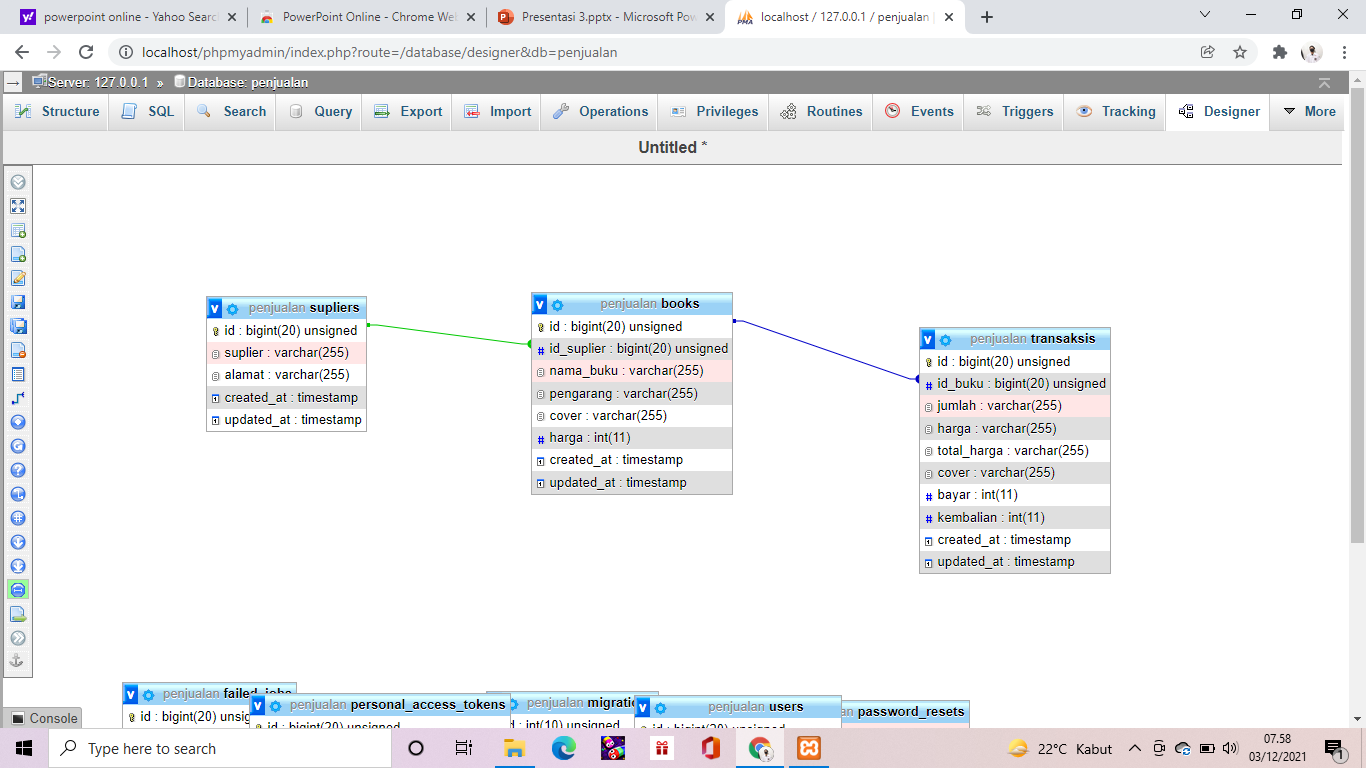 powerpoint online - Yahoo Searc
PowerPoint Online - Chrome Web
Presentasi 3.pptx - Microsoft Pow
localhost / 127.0.0.1 / penjualan |
localhost/phpmyadmin/index.php?route=/database/designer&db=penjualan
Server: 127.0.0.1 » Database: penjualan
Structure SQL Search Query Export Import Operations Privileges Routines Events Triggers Tracking Designer More
Untitled *
penjualan supliers
id : bigint(20) unsigned
suplier : varchar(255)
alamat : varchar(255)
created_at : timestamp
updated_at : timestamp
penjualan books
id : bigint(20) unsigned
id_suplier : bigint(20) unsigned
nama_buku : varchar(255)
pengarang : varchar(255)
cover : varchar(255)
harga : int(11)
created_at : timestamp
updated_at : timestamp
penjualan transaksis
id : bigint(20) unsigned
id_buku : bigint(20) unsigned
jumlah : varchar(255)
harga : varchar(255)
total_harga : varchar(255)
cover : varchar(255)
bayar : int(11)
kembalian : int(11)
created_at : timestamp
updated_at : timestamp
penjualan failed_jobs
id : bigint(20) unsig
penjualan personal_access_tokens
id : bigint(20) unsigned
penjualan migratio
d : int(10) unsigned
penjualan users
id : bigint(20) unsigned
an password_resets
Console
Type here to search
22°C Kabut
07.58
03/12/2021
1